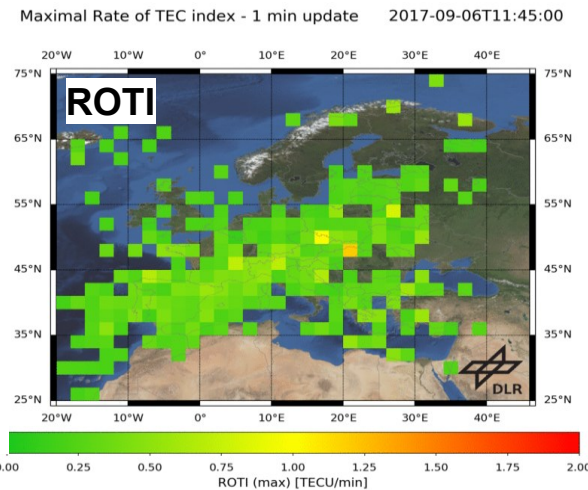 Maximal Rate of TEC index - 1 min update 2017-09-06T11:45:00
20°W 10°W 0° 10°E 20°E 30°E 40°E
75°N 75°N
ROTI
65°N 65°N
55°N 55°N
45°N 45°N
35°N 35°N
DLR
25°N 25°N
20°W 10°W 0° 10°E 20°E 30°E 40°E
0.00 0.25 0.50 0.75 1.00 1.25 1.50 1.75 2.00
ROTI (max) [TECU/min]